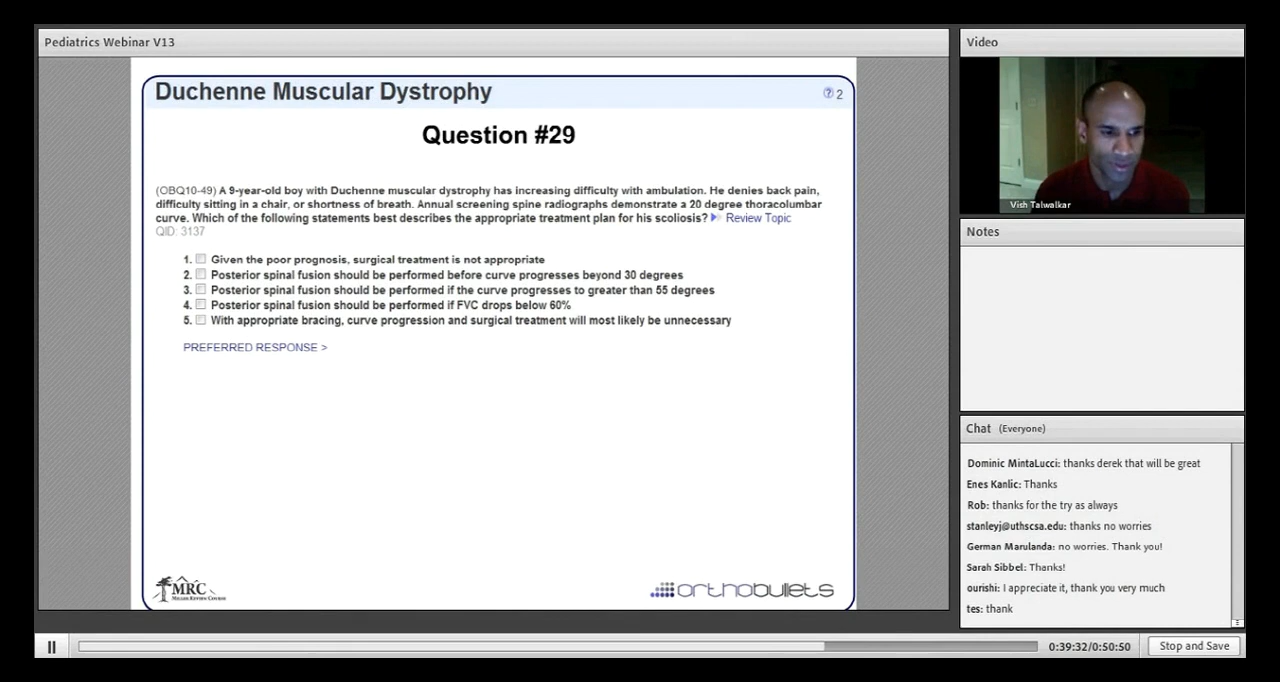 Pediatrics Webinar V13
Duchenne Muscular Dystrophy
2
Question #29
(OBQ10-49) A 9-year-old boy with Duchenne muscular dystrophy has increasing difficulty with ambulation. He denies back pain,
difficulty sitting in a chair, or shortness of breath. Annual screening spine radiographs demonstrate a 20 degree thoracolumbar
curve. Which of the following statements best describes the appropriate treatment plan for his scoliosis? Review Topic
QID: 3137
1. Given the poor prognosis, surgical treatment is not appropriate
2. Posterior spinal fusion should be performed before curve progresses beyond 30 degrees
3. Posterior spinal fusion should be performed if the curve progresses to greater than 55 degrees
4. Posterior spinal fusion should be performed if FVC drops below 60%
5. With appropriate bracing, curve progression and surgical treatment will most likely be unnecessary
PREFERRED RESPONSE >
MRC
MILLER REVIEW COURSE
orthobullets
Video
Vish Talwalkar
Notes
Chat (Everyone)
Dominic MintaLucci: thanks derek that will be great
Enes Kanlic: Thanks
Rob: thanks for the try as always
stanleyj@uthscsa.edu: thanks no worries
German Marulanda: no worries. Thank you!
Sarah Sibbel: Thanks!
ourishi: I appreciate it, thank you very much
tes: thank
0:39:32/0:50:50
Stop and Save